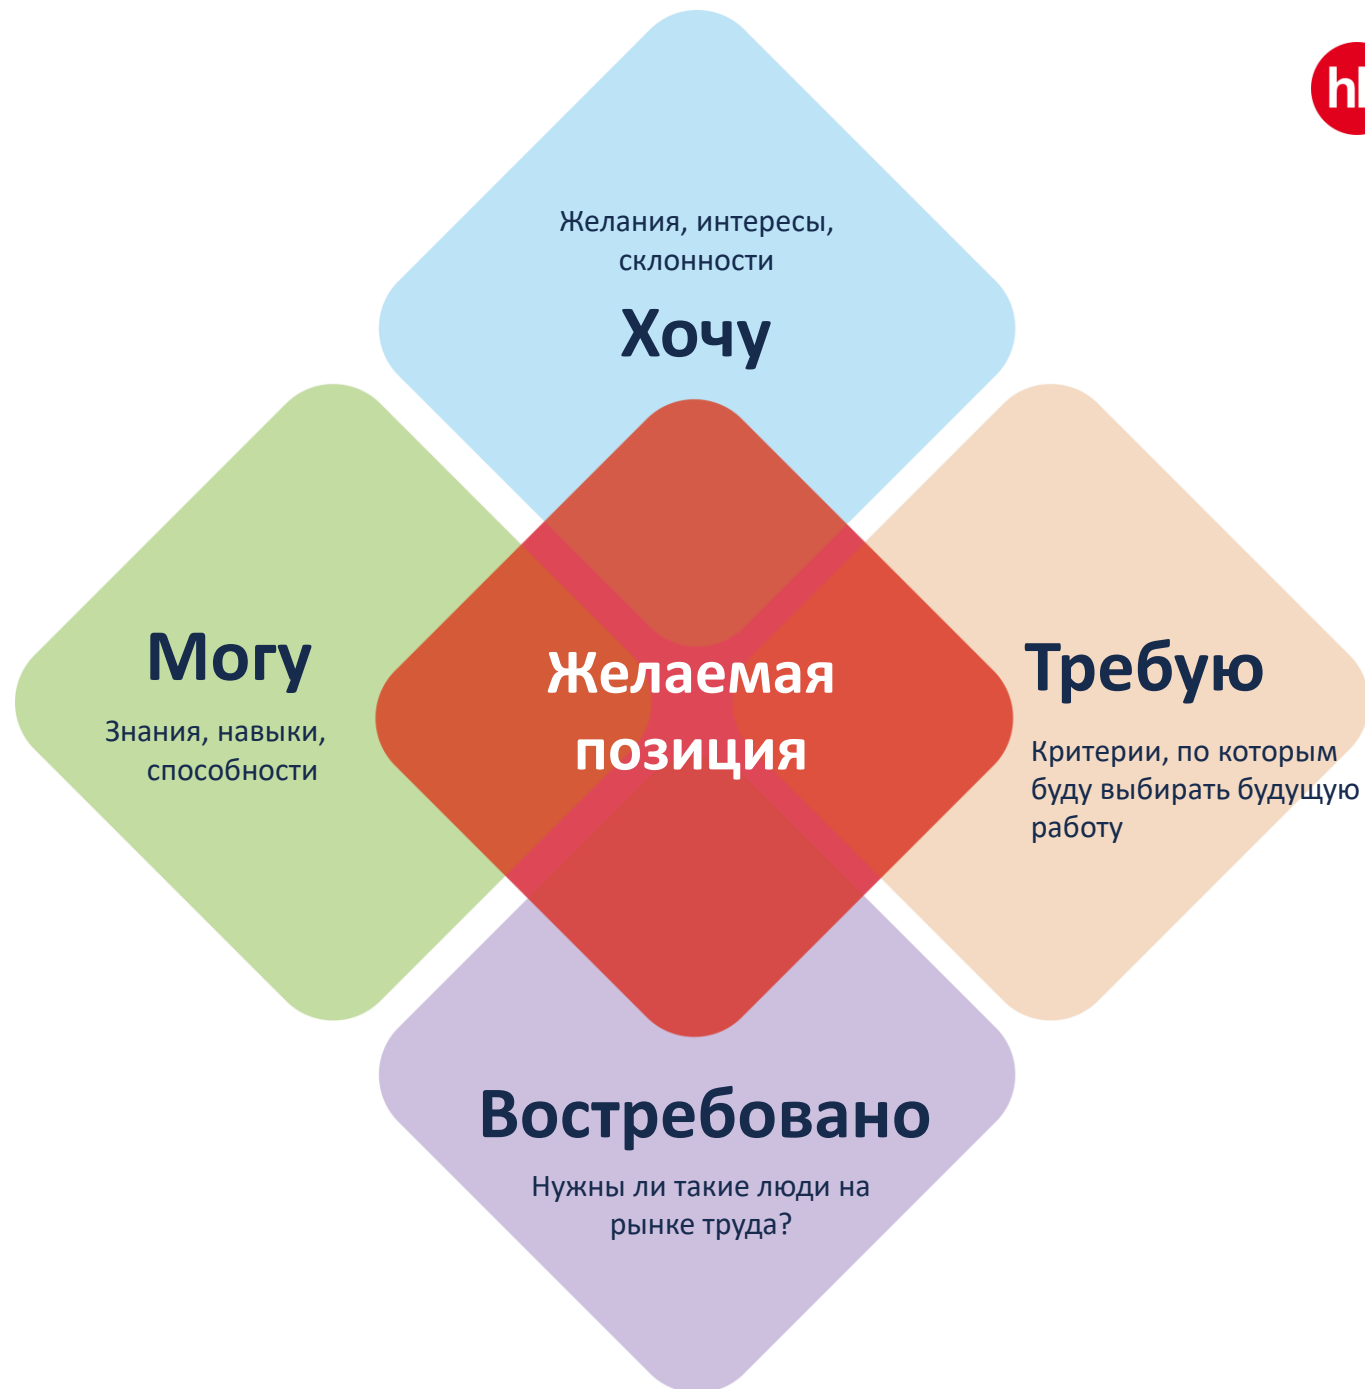 Желания, интересы,
склонности
Хочу
Могу
Знания, навыки,
способности
Желаемая
позиция
Требую
Критерии, по которым
буду выбирать будущую
работу
Востребовано
Нужны ли такие люди на
рынке труда?